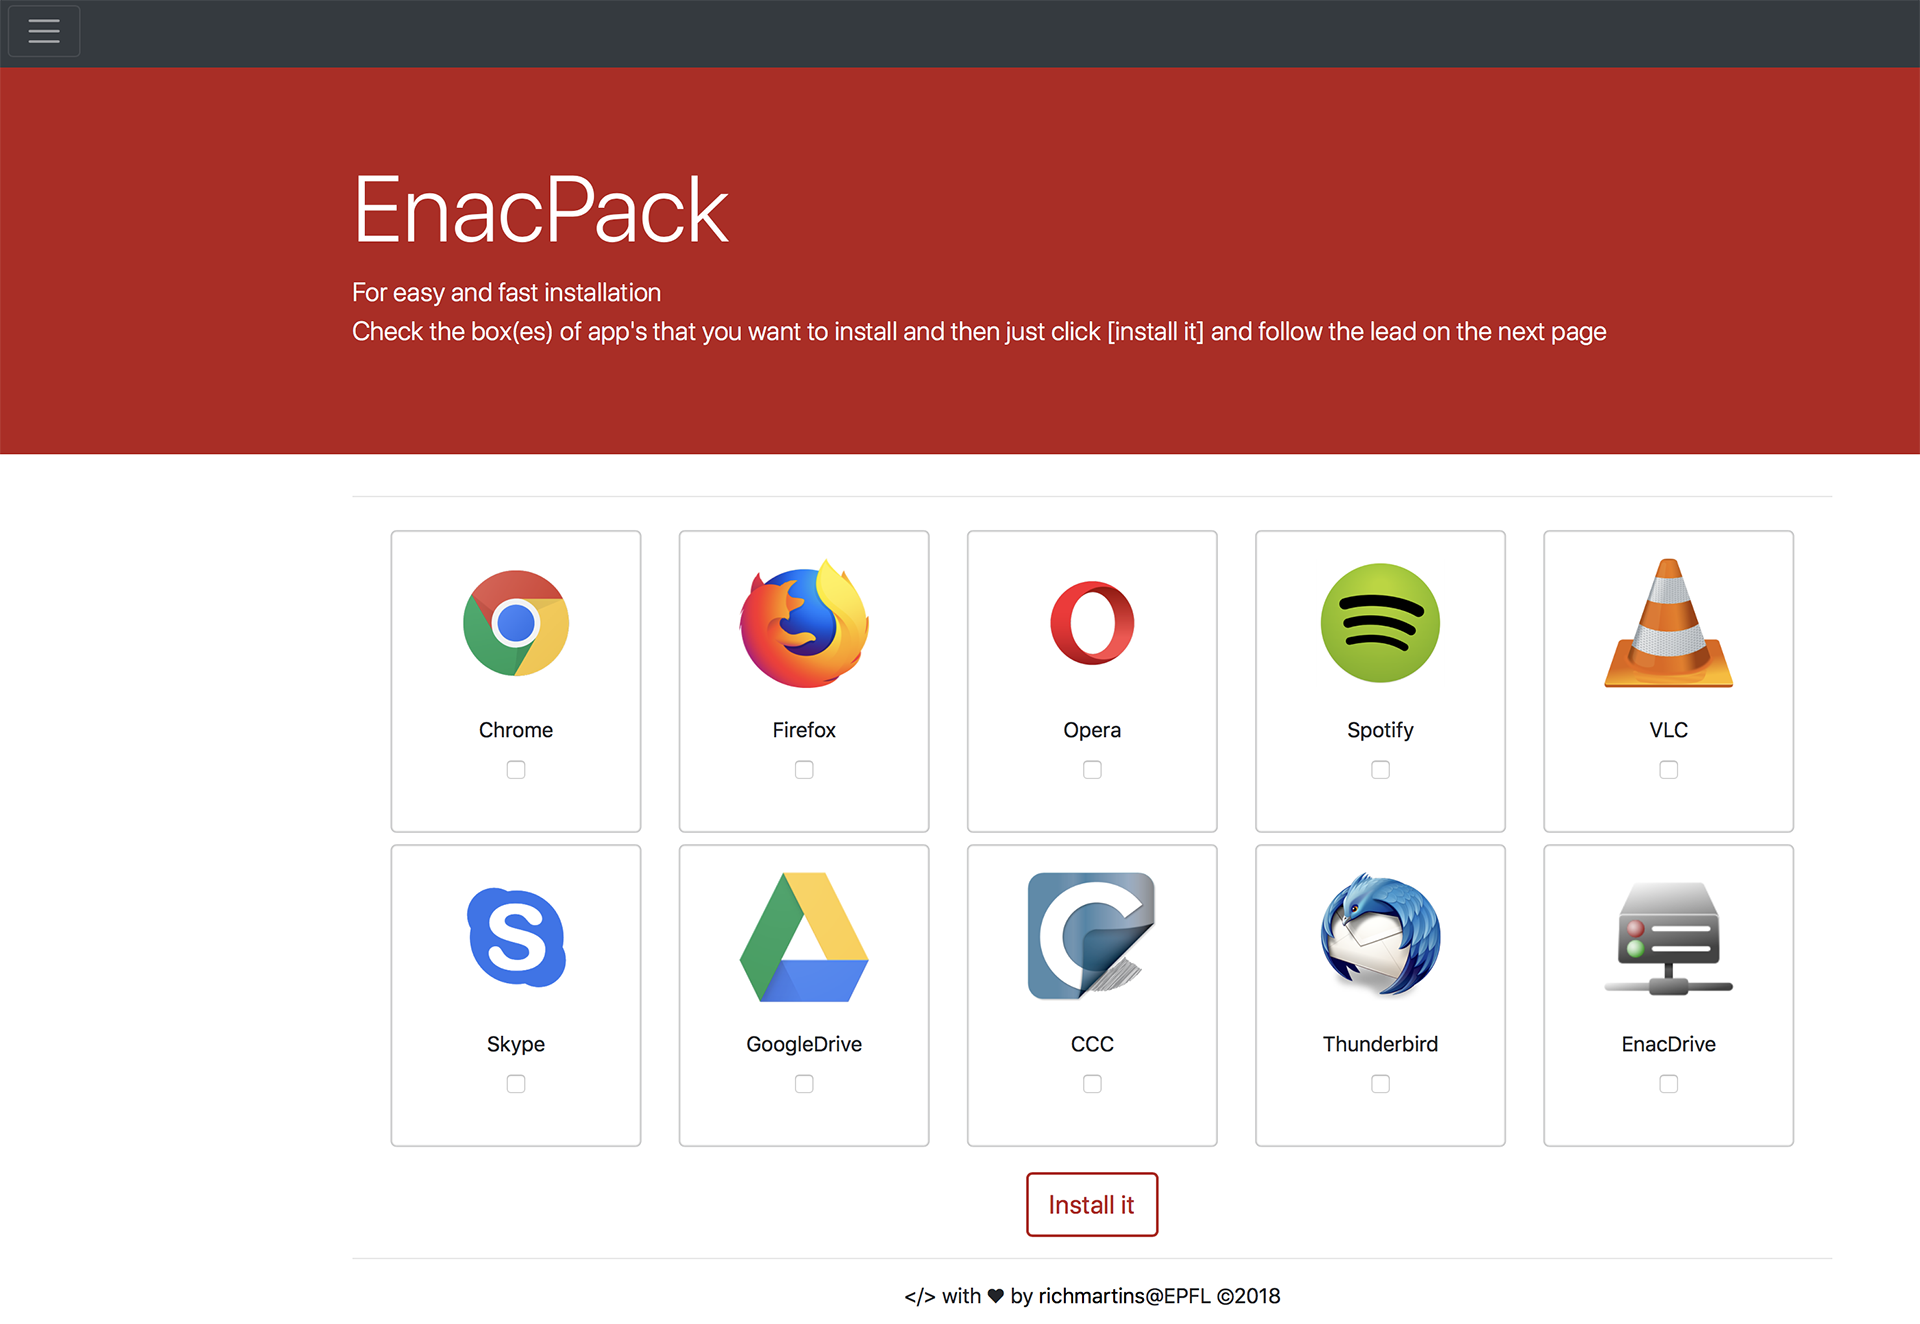 EnacPack
For easy and fast installation
Check the box(es) of app's that you want to install and then just click [install it] and follow the lead on the next page
Chrome
Firefox
Opera
Spotify
VLC
Skype
GoogleDrive
CCC
Thunderbird
EnacDrive
Install it
</> with ♥ by richmartins@EPFL ©2018